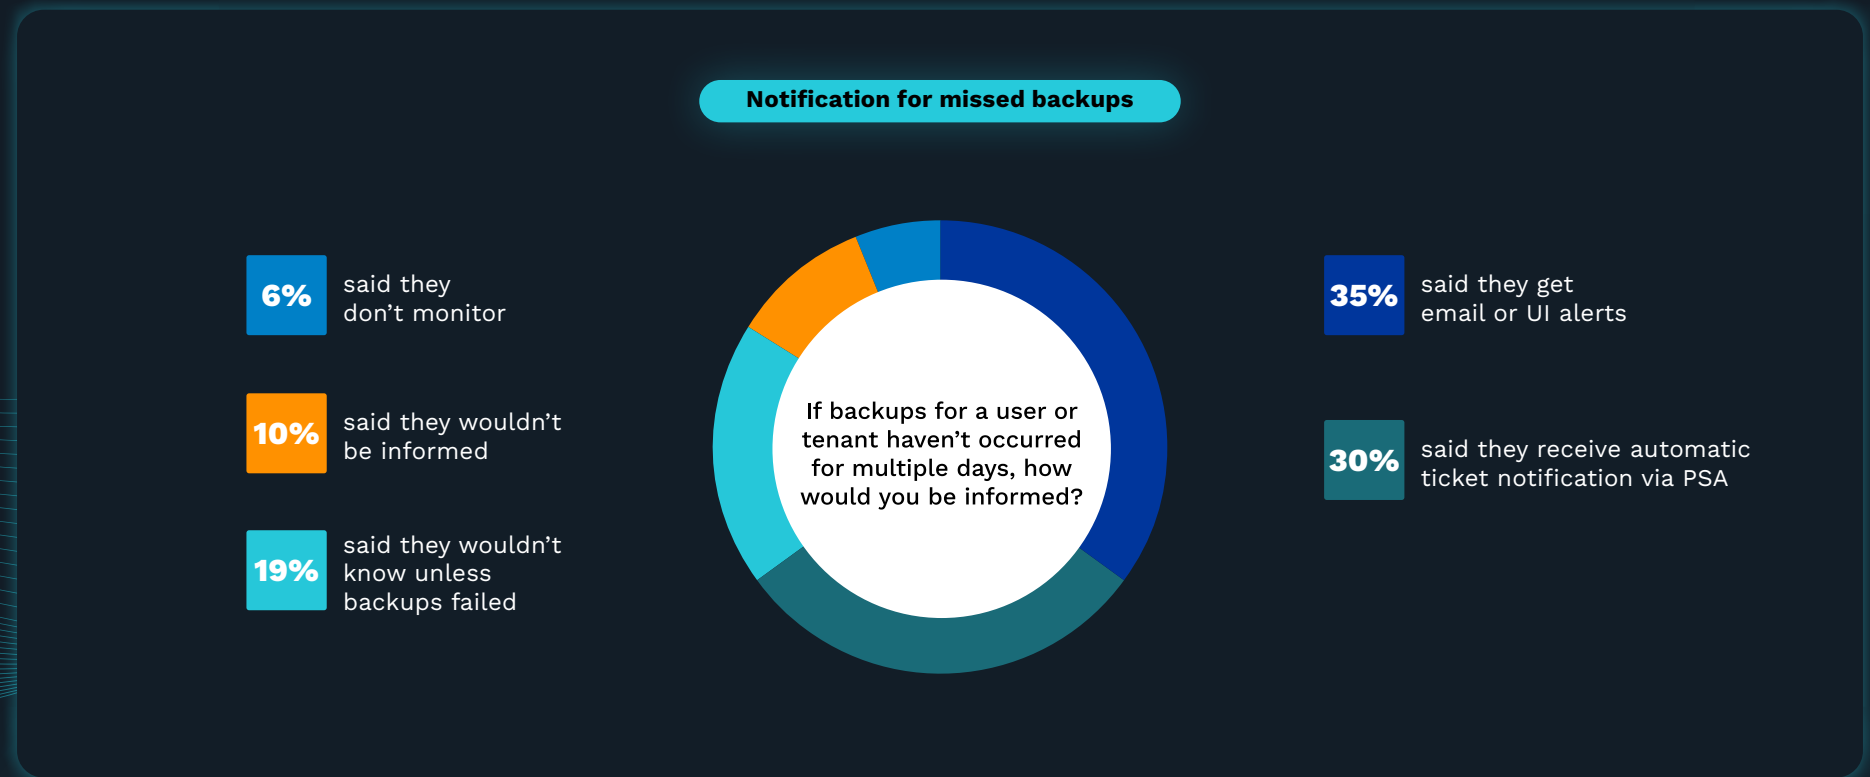 Notification for missed backups
6%
said they
don’t monitor
10%
said they wouldn’t
be informed
19%
said they wouldn’t
know unless
backups failed
If backups for a user or
tenant haven’t occurred
for multiple days, how
would you be informed?
35%
said they get
email or UI alerts
30%
said they receive automatic
ticket notification via PSA